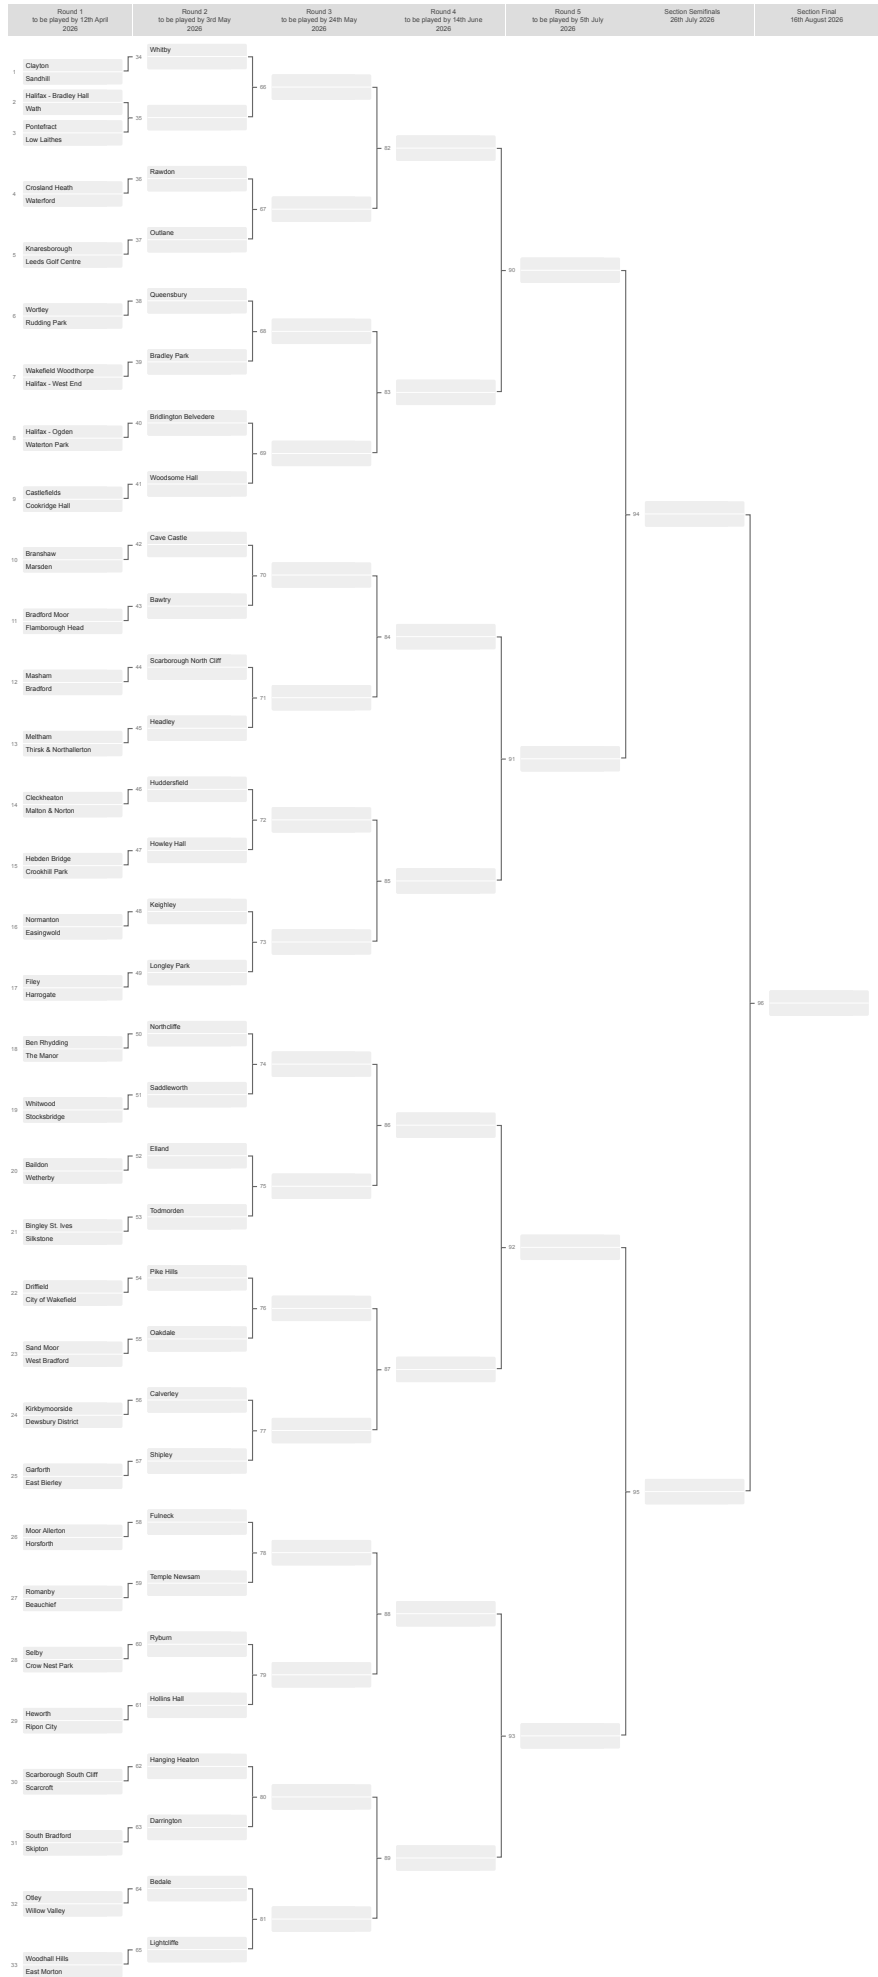 Round 1
to be played by 12th April
2026
Round 2
to be played by 3rd May
2026
Round 3
to be played by 24th May
2026
Round 4
to be played by 14th June
2026
Round 5
to be played by 5th July
2026
Section Semifinals
26th July 2026
Section Final
16th August 2026
1
Clayton
Sandhill
2
Halifax - Bradley Hall
Wath
3
Pontefract
Low Laithes
4
Crosland Heath
Waterford
5
Knaresborough
Leeds Golf Centre
6
Wortley
Rudding Park
7
Wakefield Woodthorpe
Halifax - West End
8
Halifax - Ogden
Waterton Park
9
Castlefields
Cookridge Hall
10
Branshaw
Marsden
11
Bradford Moor
Flamborough Head
12
Masham
Bradford
13
Meltham
Thirsk & Northallerton
14
Cleckheaton
Malton & Norton
15
Hebden Bridge
Crookhill Park
16
Normanton
Easingwold
17
Filey
Harrogate
18
Ben Rhydding
The Manor
19
Whitwood
Stocksbridge
20
Baildon
Wetherby
21
Bingley St. Ives
Silkstone
22
Driffield
City of Wakefield
23
Sand Moor
West Bradford
24
Kirkbymoorside
Dewsbury District
25
Garforth
East Bierley
26
Moor Allerton
Horsforth
27
Romanby
Beauchief
28
Selby
Crow Nest Park
29
Heworth
Ripon City
30
Scarborough South Cliff
Scarcroft
31
South Bradford
Skipton
32
Otley
Willow Valley
33
Woodhall Hills
East Morton
34
Whitby
35
36
Rawdon
37
Outlane
38
Queensbury
39
Bradley Park
40
Bridlington Belvedere
41
Woodsome Hall
42
Cave Castle
43
Bawtry
44
Scarborough North Cliff
45
Headley
46
Huddersfield
47
Howley Hall
48
Keighley
49
Longley Park
50
Northcliffe
51
Saddleworth
52
Elland
53
Todmorden
54
Pike Hills
55
Oakdale
56
Calverley
57
Shipley
58
Fulneck
59
Temple Newsam
60
Ryburn
61
Hollins Hall
62
Hanging Heaton
63
Darrington
64
Bedale
65
Lightcliffe
66
67
68
69
70
71
72
73
74
75
76
77
78
79
80
81
82
83
84
85
86
87
88
89
90
91
92
93
94
95
96